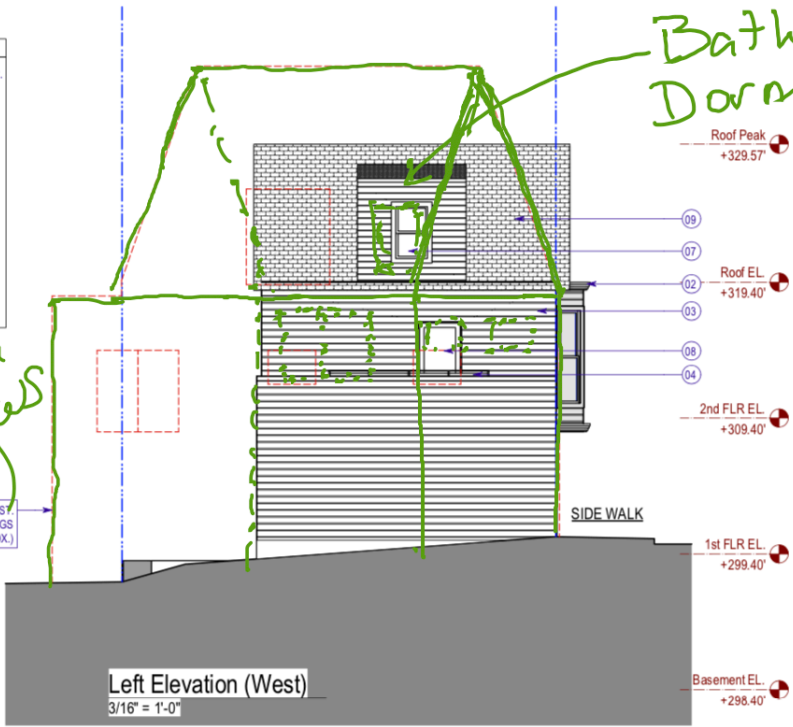 Bath
Roof Peak
+329.57'
09
07
Roof EL.
+319.40'
02
03
08
04
2nd FLR EL.
+309.40'
SIDE WALK
1st FLR EL.
+299.40'
Left Elevation (West)
3/16" = 1'-0"
Basement EL.
+298.40'